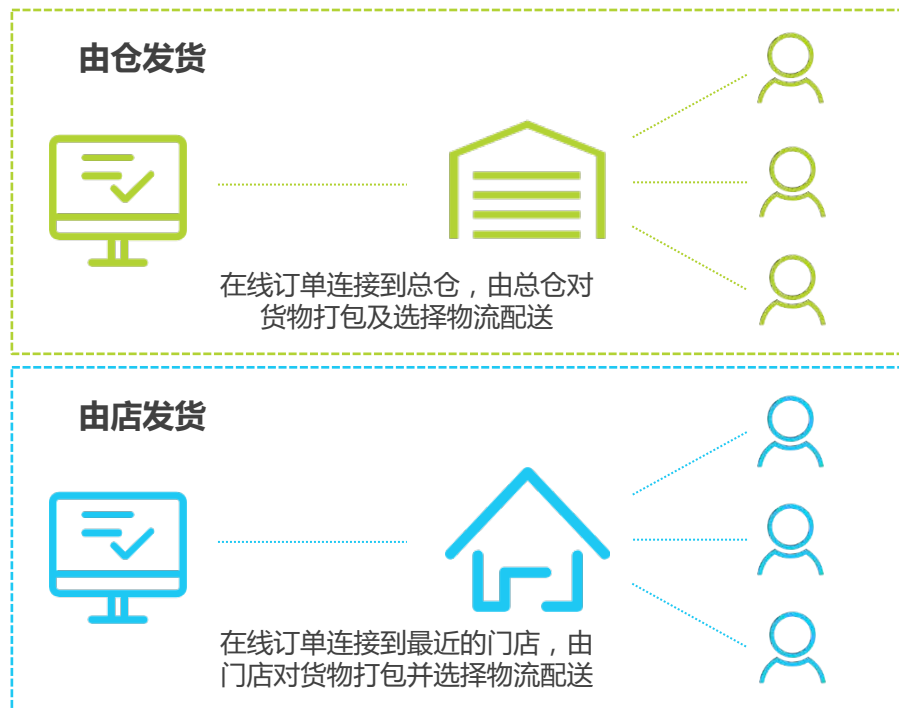 由仓发货
在线订单连接到总仓，由总仓对
货物打包及选择物流配送
由店发货
在线订单连接到最近的门店，由
门店对货物打包并选择物流配送